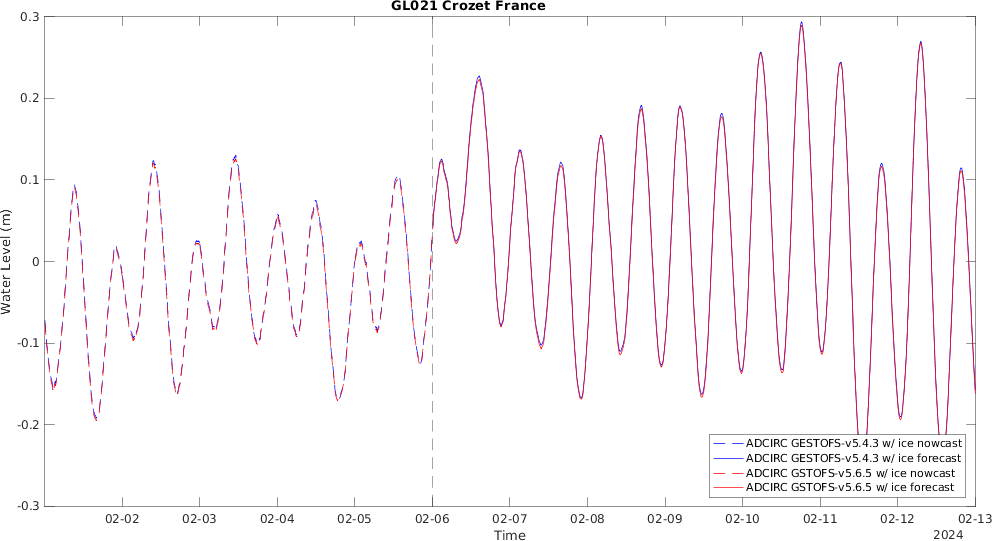 GL021 Crozet France
0.3
0.2
0.1
0
-0.1
-0.2
-0.3
Water Level (m)
ADCIRC GESTOFS-v5.4.3 w/ ice nowcast
ADCIRC GESTOFS-v5.4.3 w/ ice forecast
ADCIRC GSTOFS-v5.6.5 w/ ice nowcast
ADCIRC GSTOFS-v5.6.5 w/ ice forecast
02-02 02-03 02-04 02-05 02-06 02-07 02-08 02-09 02-10 02-11 02-12 02-13
Time
2024